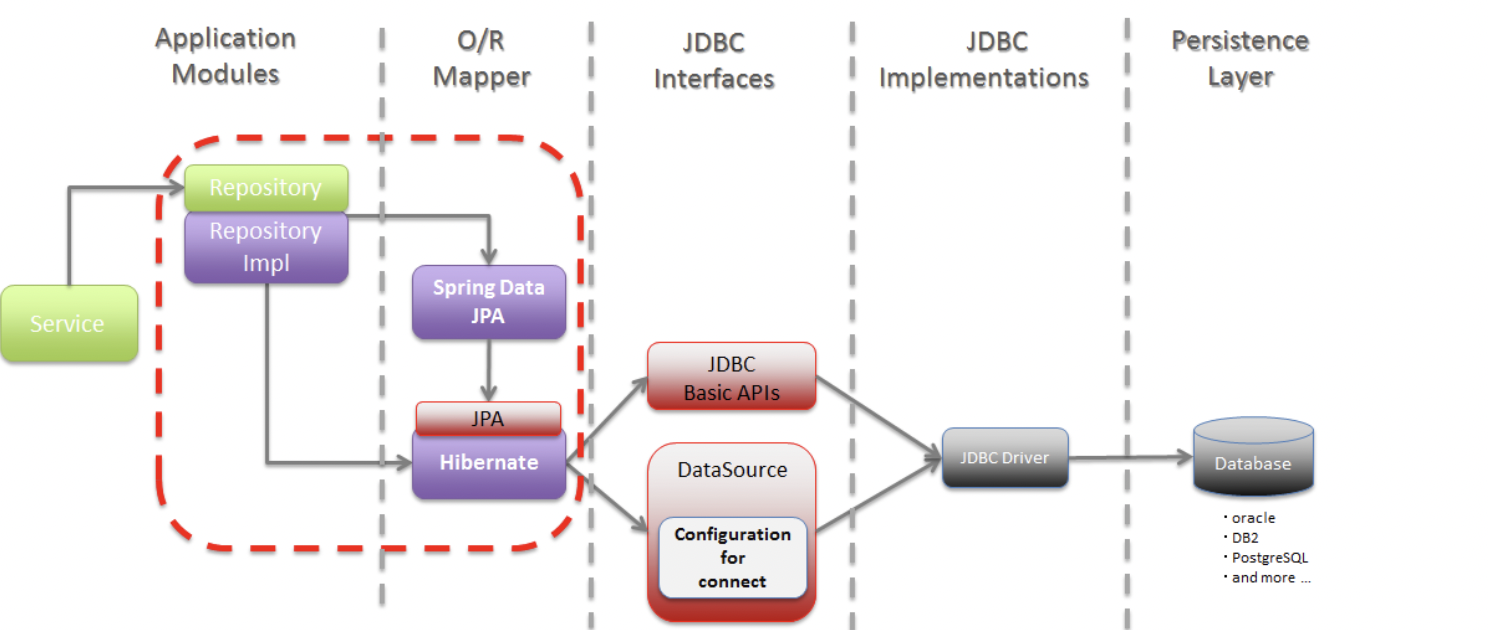 Application
Modules
O/R
Mapper
JDBC
Interfaces
JDBC
Implementations
Persistence
Layer
Repository
Repository
Impl
Service
Spring Data
JPA
JPA
Hibernate
JDBC
Basic APIs
DataSource
Configuration
for
connect
JDBC Driver
Database
・oracle
・DB2
・PostgreSQL
・and more ...